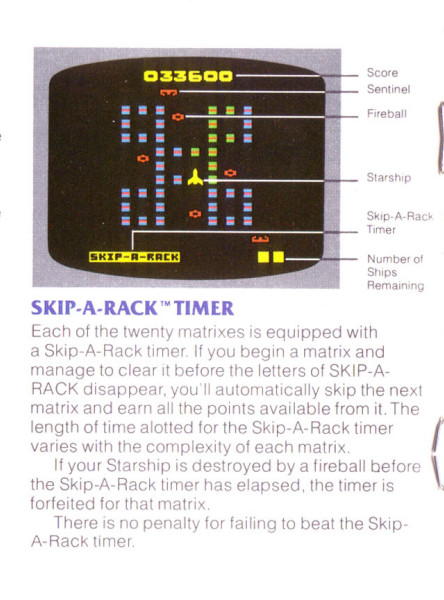 033600
Score
Sentinel
Fireball
Starship
Skip-A-Rack
Timer
SKIP-A-RACK
Number of
Ships
Remaining
SKIP-A-RACK™ TIMER
Each of the twenty matrixes is equipped with
a Skip-A-Rack timer. If you begin a matrix and
manage to clear it before the letters of SKIP-A-
RACK disappear, you'll automatically skip the next
matrix and earn all the points available from it. The
length of time alotted for the Skip-A-Rack timer
varies with the complexity of each matrix.
If your Starship is destroyed by a fireball before
the Skip-A-Rack timer has elapsed, the timer is
forfeited for that matrix.
There is no penalty for failing to beat the Skip-
A-Rack timer.